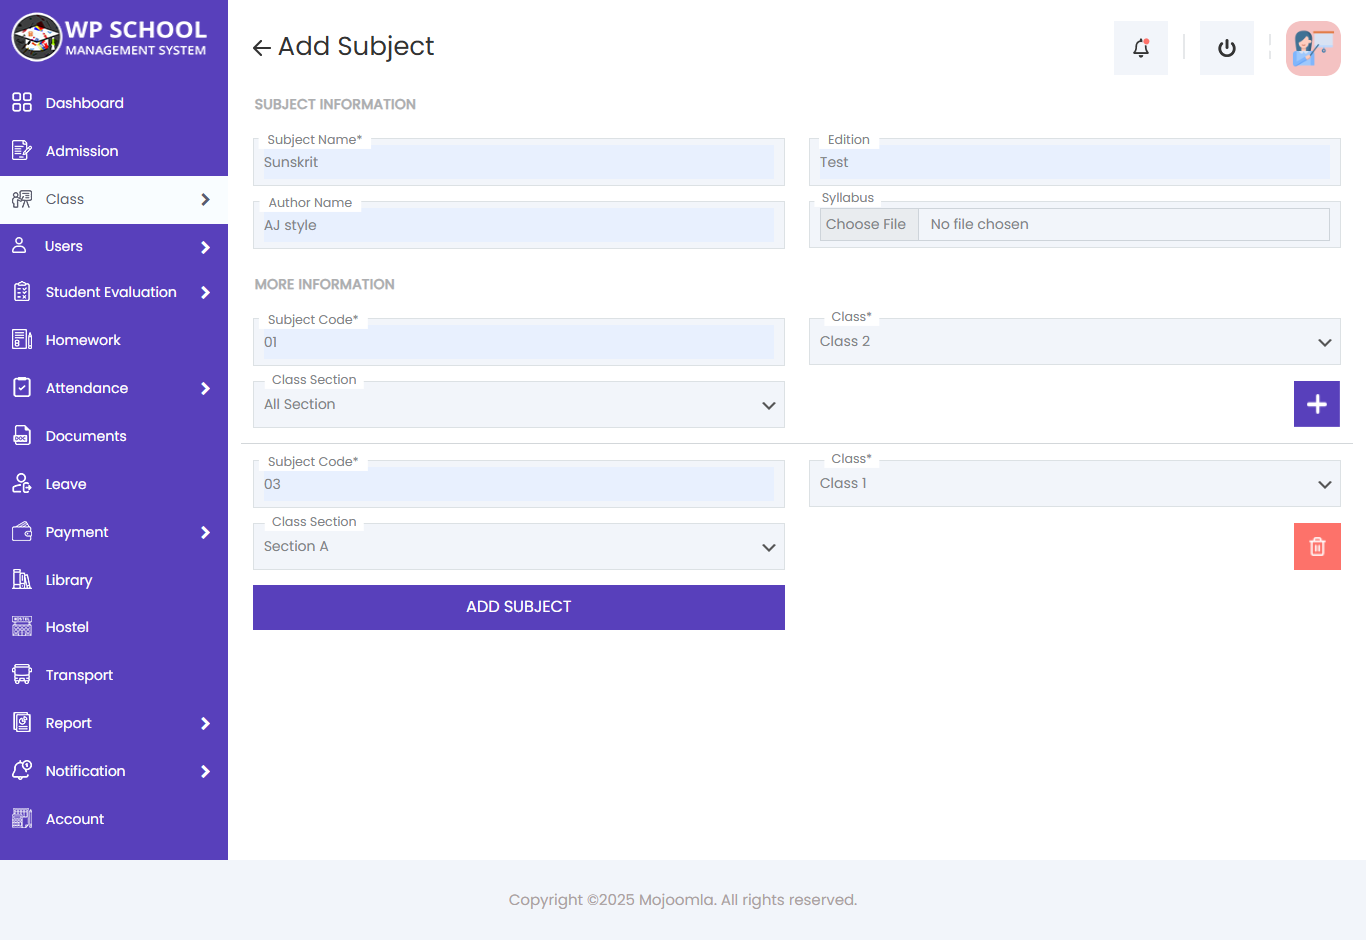 WP SCHOOL
MANAGEMENT SYSTEM
Dashboard
Admission
Class
Users
Student Evaluation
Homework
Attendance
Documents
Leave
Payment
Library
Hostel
Transport
Report
Notification
Account
Add Subject
SUBJECT INFORMATION
Subject Name*
Sunskrit
Edition
Test
Author Name
AJ style
Syllabus
Choose File No file chosen
MORE INFORMATION
Subject Code*
01
Class*
Class 2
Class Section
All Section
Subject Code*
03
Class*
Class 1
Class Section
Section A
ADD SUBJECT
Copyright ©2025 Mojoomla. All rights reserved.